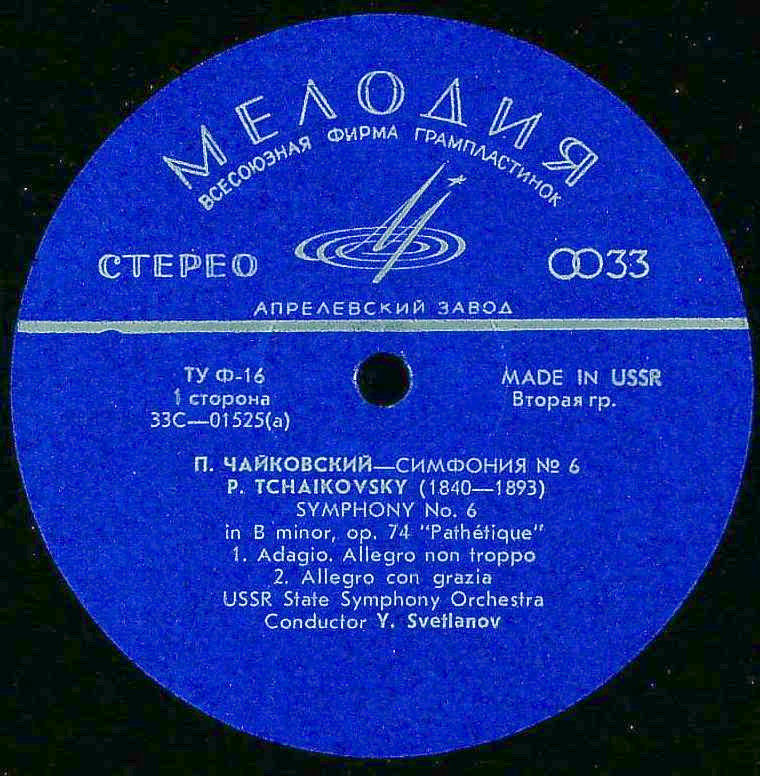 МЕЛОДИЯ
ВСЕСОЮЗНАЯ ФИРМА ГРАМПЛАСТИНОК
СТЕРЕО
33
АПРЕЛЕВСКИЙ ЗАВОД
ТУ Ф-16
1 сторона
33С—01525(а)
MADE IN USSR
Вторая гр.
П. ЧАЙКОВСКИЙ—СИМФОНИЯ № 6
P. TCHAIKOVSKY (1840—1893)
SYMPHONY No. 6
in B minor, op. 74 "Pathétique"
1. Adagio. Allegro non troppo
2. Allegro con grazia
USSR State Symphony Orchestra
Conductor Y. Svetlanov